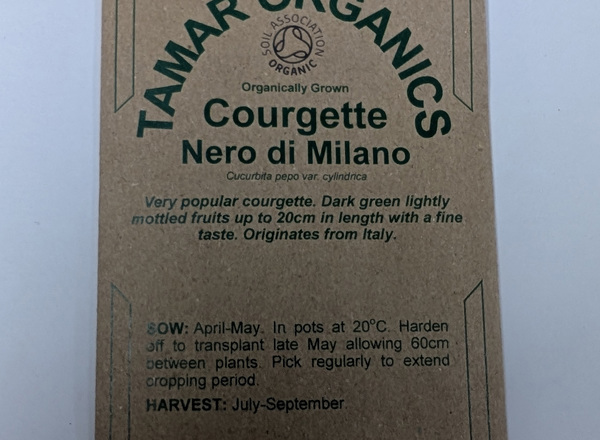 TAMAR ORGANICS
SOIL ASSOCIATION
ORGANIC
Organically Grown
Courgette
Nero di Milano
Cucurbita pepo var. cylindrica
Very popular courgette. Dark green lightly
mottled fruits up to 20cm in length with a fine
taste. Originates from Italy.
SOW: April-May. In pots at 20°C. Harden
off to transplant late May allowing 60cm
between plants. Pick regularly to extend
cropping period.
HARVEST: July-September.